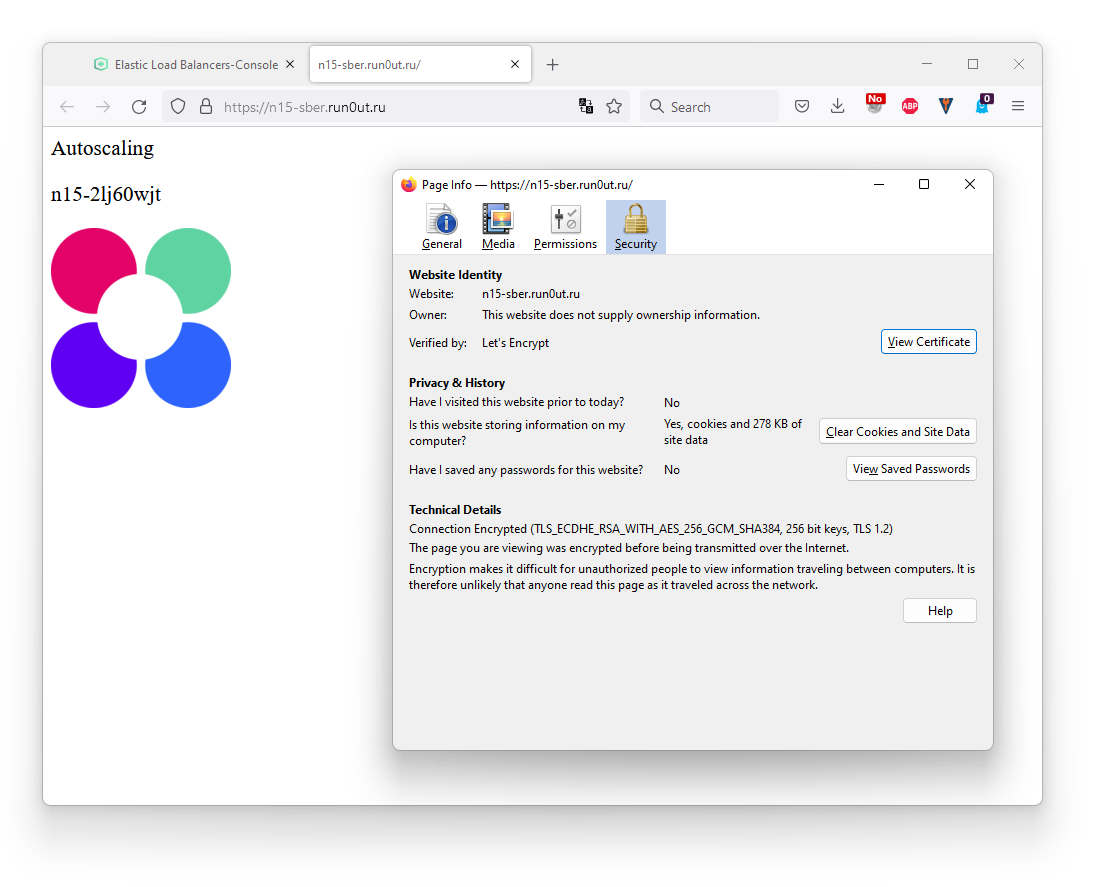 Elastic Load Balancers-Console
n15-sber.run0ut.ru/
https://n15-sber.run0ut.ru
Search
No
ABP
0
Autoscaling
n15-2lj60wjt
Page Info — https://n15-sber.run0ut.ru/
General Media Permissions Security
Website Identity
Website: n15-sber.run0ut.ru
Owner: This website does not supply ownership information.
Verified by: Let's Encrypt View Certificate
Privacy & History
Have I visited this website prior to today? No
Is this website storing information on my computer? Yes, cookies and 278 KB of site data Clear Cookies and Site Data
Have I saved any passwords for this website? No View Saved Passwords
Technical Details
Connection Encrypted (TLS_ECDHE_RSA_WITH_AES_256_GCM_SHA384, 256 bit keys, TLS 1.2)
The page you are viewing was encrypted before being transmitted over the Internet.
Encryption makes it difficult for unauthorized people to view information traveling between computers. It is
therefore unlikely that anyone read this page as it traveled across the network.
Help